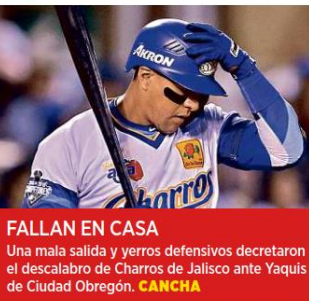 AKRON
Charros
FALLAN EN CASA
Una mala salida y yerros defensivos decretaron
el descalabro de Charros de Jalisco ante Yaquis
de Ciudad Obregón. CANCHA